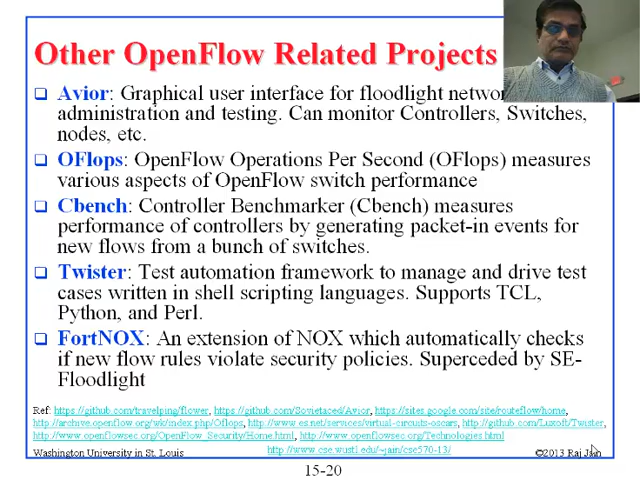 Other OpenFlow Related Projects
Avior: Graphical user interface for floodlight
administration and testing. Can monitor Controllers, Switches,
nodes, etc.
OFlops: OpenFlow Operations Per Second (OFlops) measures
various aspects of OpenFlow switch performance
Cbench: Controller Benchmarker (Cbench) measures
performance of controllers by generating packet-in events for
new flows from a bunch of switches.
Twister: Test automation framework to manage and drive test
cases written in shell scripting languages. Supports TCL,
Python, and Perl.
FortNOX: An extension of NOX which automatically checks
if new flow rules violate security policies. Superceded by SE-
Floodlight
Ref: https://github.com/travelping/flower, https://github.com/Sovietaced/Avior, https://sites.google.com/site/routeflow/home,
http://archive.openflow.org/wk/index.php/Oflops, http://www.es.net/services/virtual-circuits-oscars, http://github.com/Luxoft/Twister,
http://www.openflowsec.org/OpenFlow_Security/Home.html, http://www.openflowsec.org/Technologies.html
Washington University in St. Louis http://www.cse.wustl.edu/~jain/cse570-13/ ©2013 Raj Jain
15-20